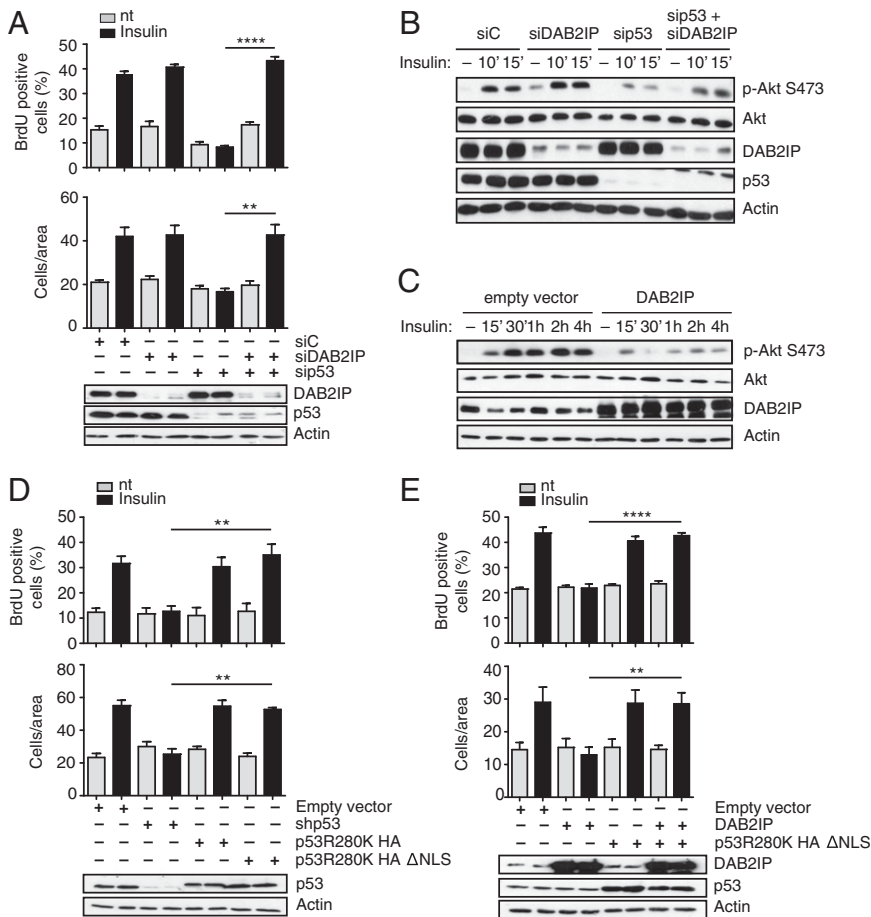 A
nt
Insulin
****
BrdU positive cells (%)
50
40
30
20
10
0
**
Cells/area
60
40
20
0
+ + – – – – – – siC
– – + + – – + + siDAB2IP
– – – – + + + + sip53
DAB2IP
p53
Actin
B
siC siDAB2IP sip53 sip53 + siDAB2IP
Insulin: – 10' 15' – 10' 15' – 10' 15' – 10' 15'
p-Akt S473
Akt
DAB2IP
p53
Actin
C
empty vector DAB2IP
Insulin: – 15' 30' 1h 2h 4h – 15' 30' 1h 2h 4h
p-Akt S473
Akt
DAB2IP
Actin
D
nt
Insulin
**
BrdU positive cells (%)
50
40
30
20
10
0
**
Cells/area
80
60
40
20
0
+ + – – – – – – Empty vector
– – + + – – – – shp53
– – – – + + – – p53R280K HA
– – – – – – + + p53R280K HA ΔNLS
p53
Actin
E
nt
Insulin
****
BrdU positive cells (%)
50
40
30
20
10
0
**
Cells/area
40
30
20
10
0
+ + – – – – – – Empty vector
– – + + – – + + DAB2IP
– – – – + + + + p53R280K HA ΔNLS
DAB2IP
p53
Actin